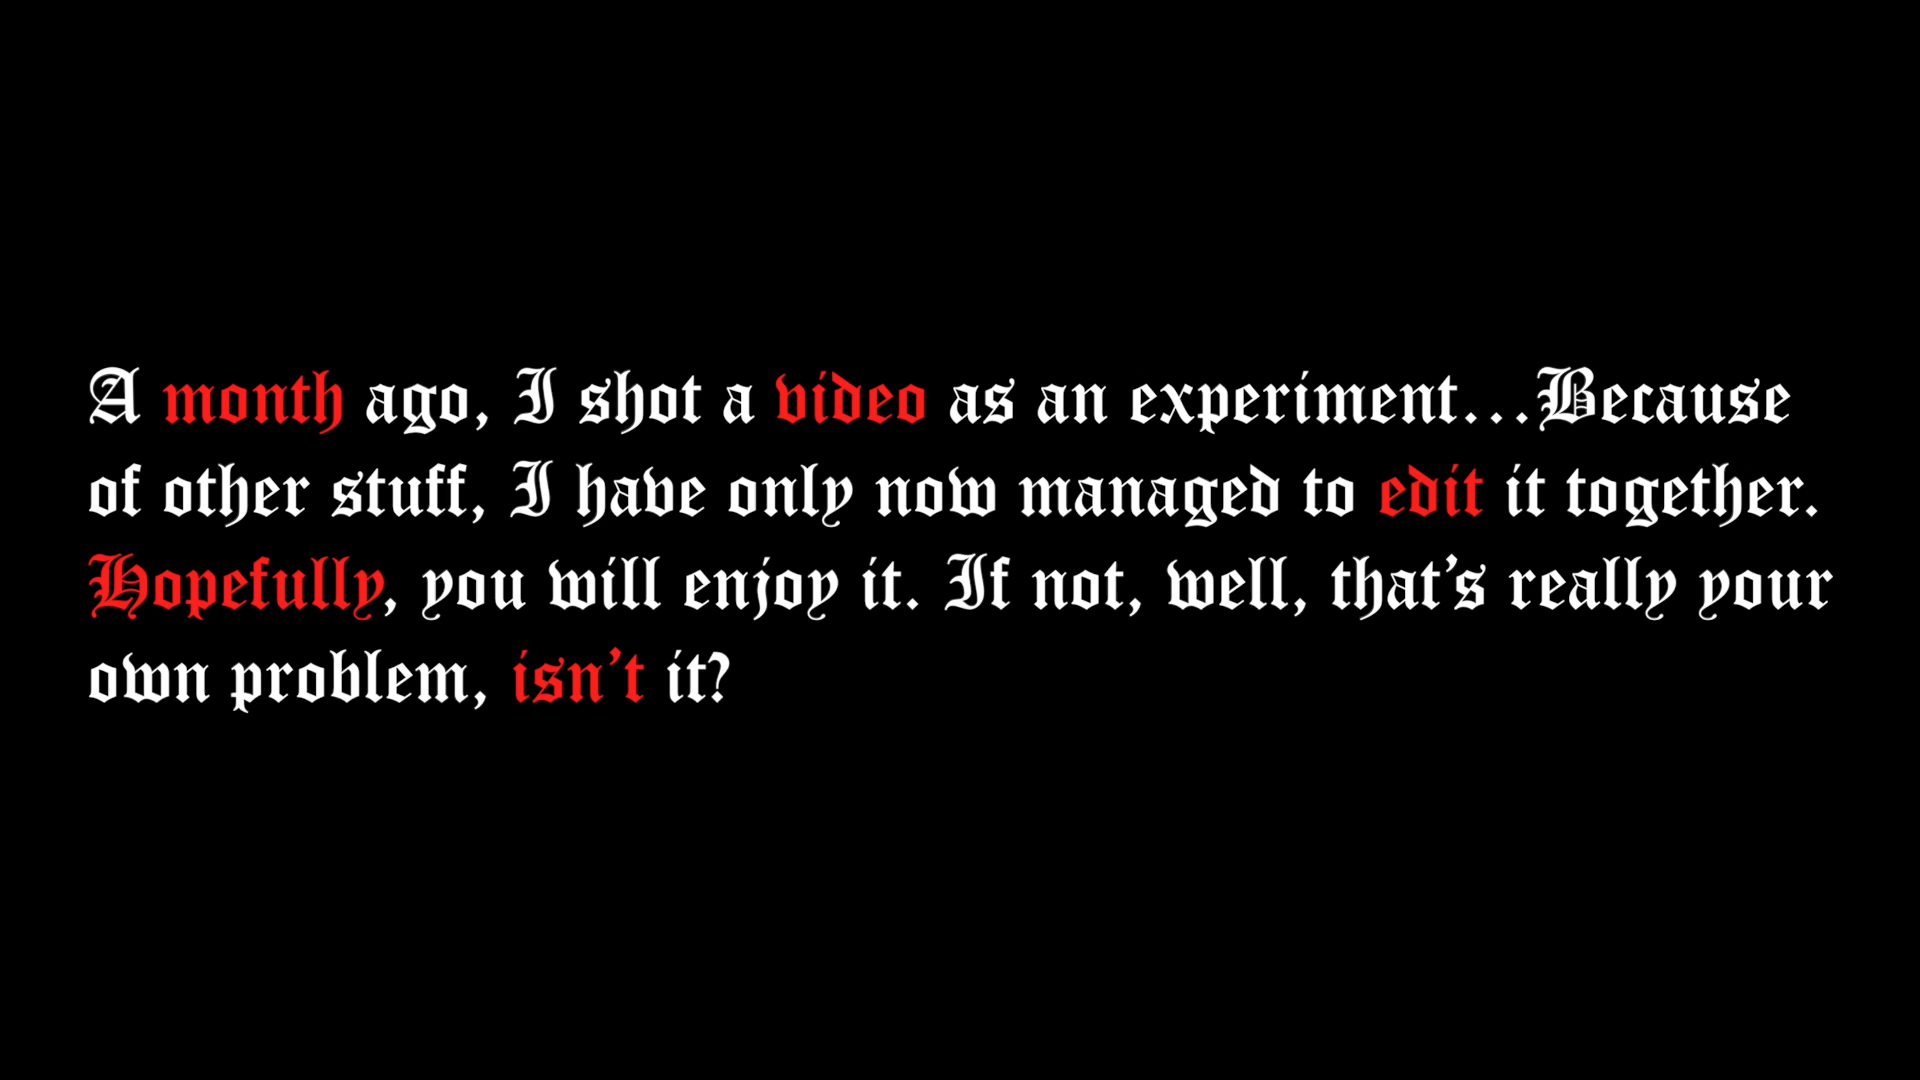 A month ago, I shot a video as an experiment...Because
of other stuff, I have only now managed to edit it together.
Hopefully, you will enjoy it. If not, well, that's really your
own problem, isn't it?